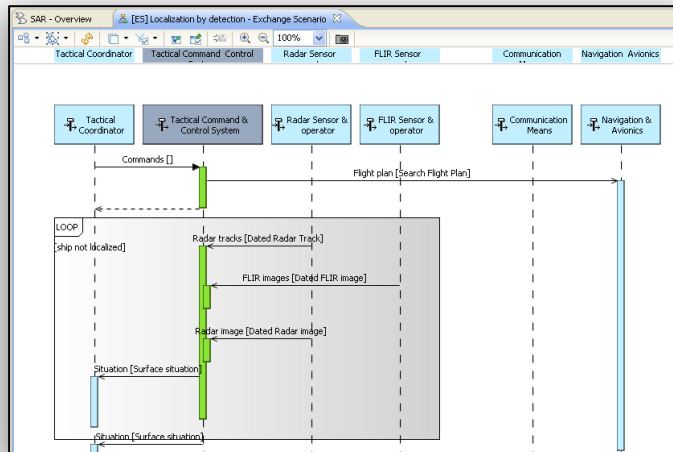 SAR - Overview
[ES] Localization by detection - Exchange Scenario
100%
Tactical Coordinator
Tactical Command Control
Radar Sensor
FLIR Sensor
Communication
Navigation Avionics
Tactical
Coordinator
Tactical Command &
Control System
Radar Sensor &
operator
FLIR Sensor &
operator
Communication
Means
Navigation &
Avionics
Commands []
Flight plan [Search Flight Plan]
LOOP
[ship not localized]
Radar tracks [Dated Radar Track]
FLIR images [Dated FLIR image]
Radar image [Dated Radar image]
Situation [Surface situation]
Situation [Surface situation]